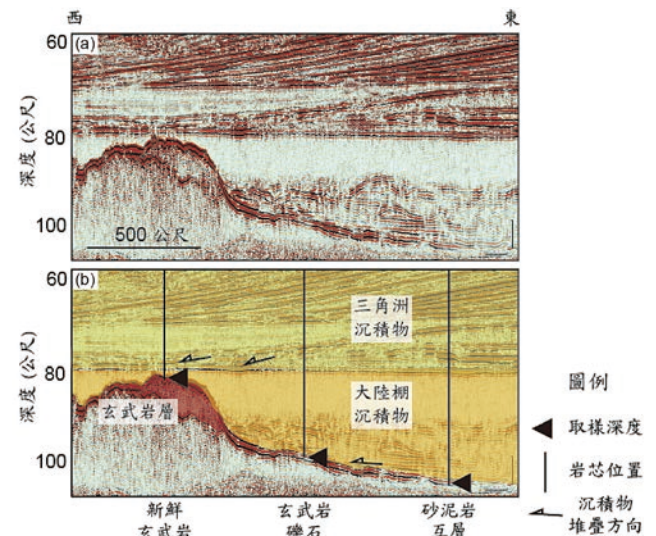 西
東
60
(a)
80
100
深度 (公尺)
500 公尺
60
(b)
80
100
深度 (公尺)
三角洲
沉積物
大陸棚
沉積物
玄武岩層
新鮮
玄武岩
玄武岩
礫石
砂泥岩
互層
圖例
取樣深度
岩芯位置
沉積物
堆疊方向